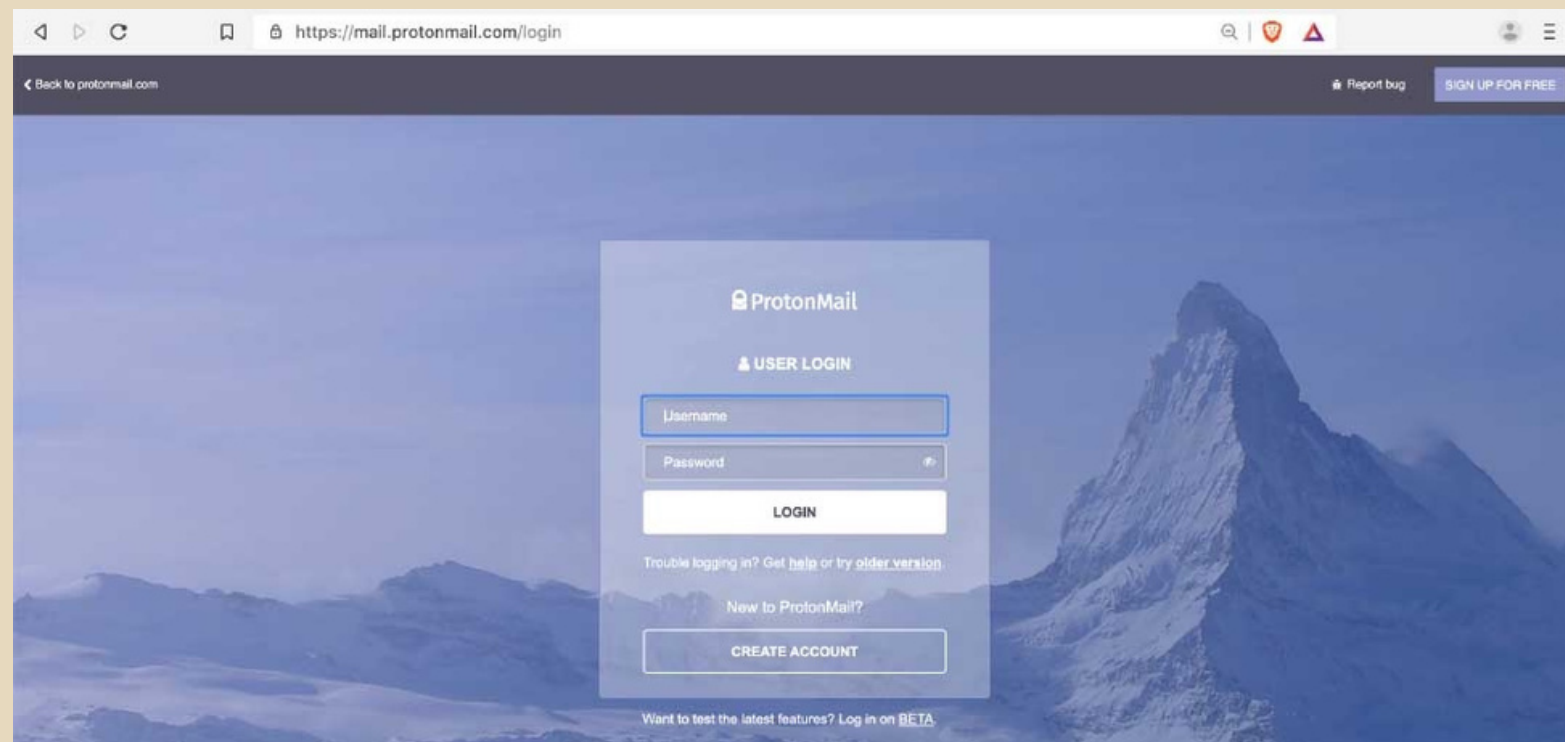 https://mail.protonmail.com/login
Back to protonmail.com
Report bug
SIGN UP FOR FREE
ProtonMail
USER LOGIN
Username
Password
LOGIN
Trouble logging in? Get help or try older version.
New to ProtonMail?
CREATE ACCOUNT
Want to test the latest features? Log in on BETA.